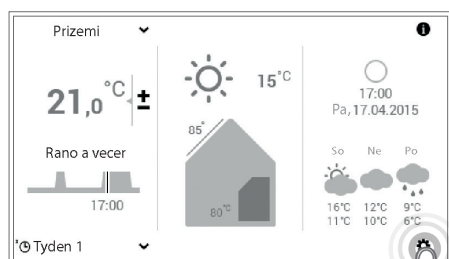 Prizemi
21,0 °C ±
Rano a vecer
17:00
Tyden 1
15°C
85°
80°C
17:00
Pa, 17.04.2015
So Ne Po
16°C 12°C 9°C
11°C 10°C 6°C